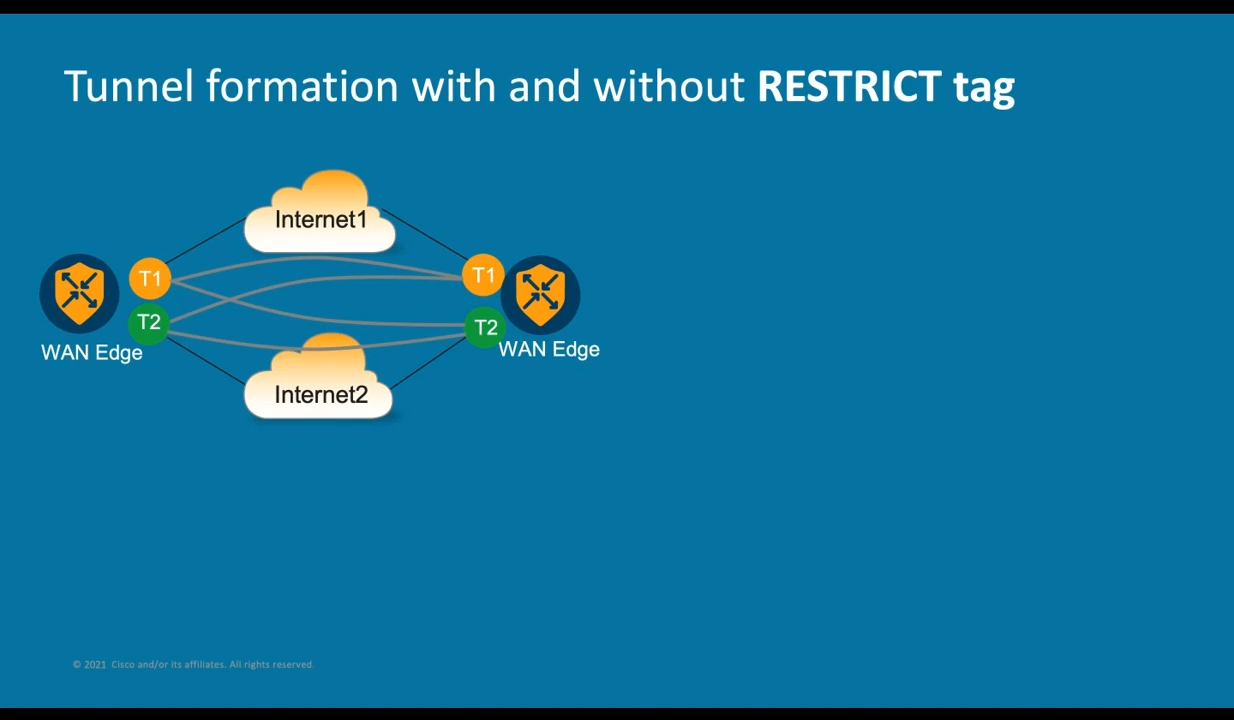 Tunnel formation with and without RESTRICT tag
Internet1
T1
T1
T2
T2
WAN Edge
WAN Edge
Internet2
© 2021 Cisco and/or its affiliates. All rights reserved.